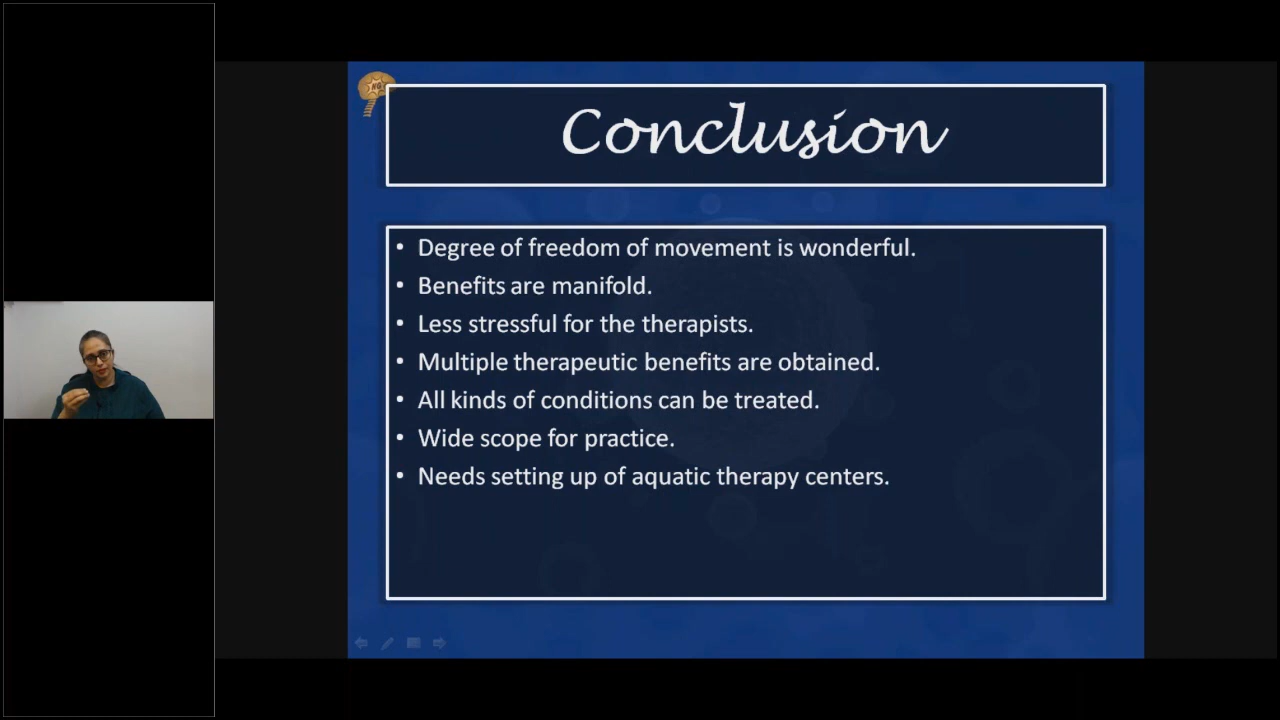 NG
Conclusion
• Degree of freedom of movement is wonderful.
• Benefits are manifold.
• Less stressful for the therapists.
• Multiple therapeutic benefits are obtained.
• All kinds of conditions can be treated.
• Wide scope for practice.
• Needs setting up of aquatic therapy centers.